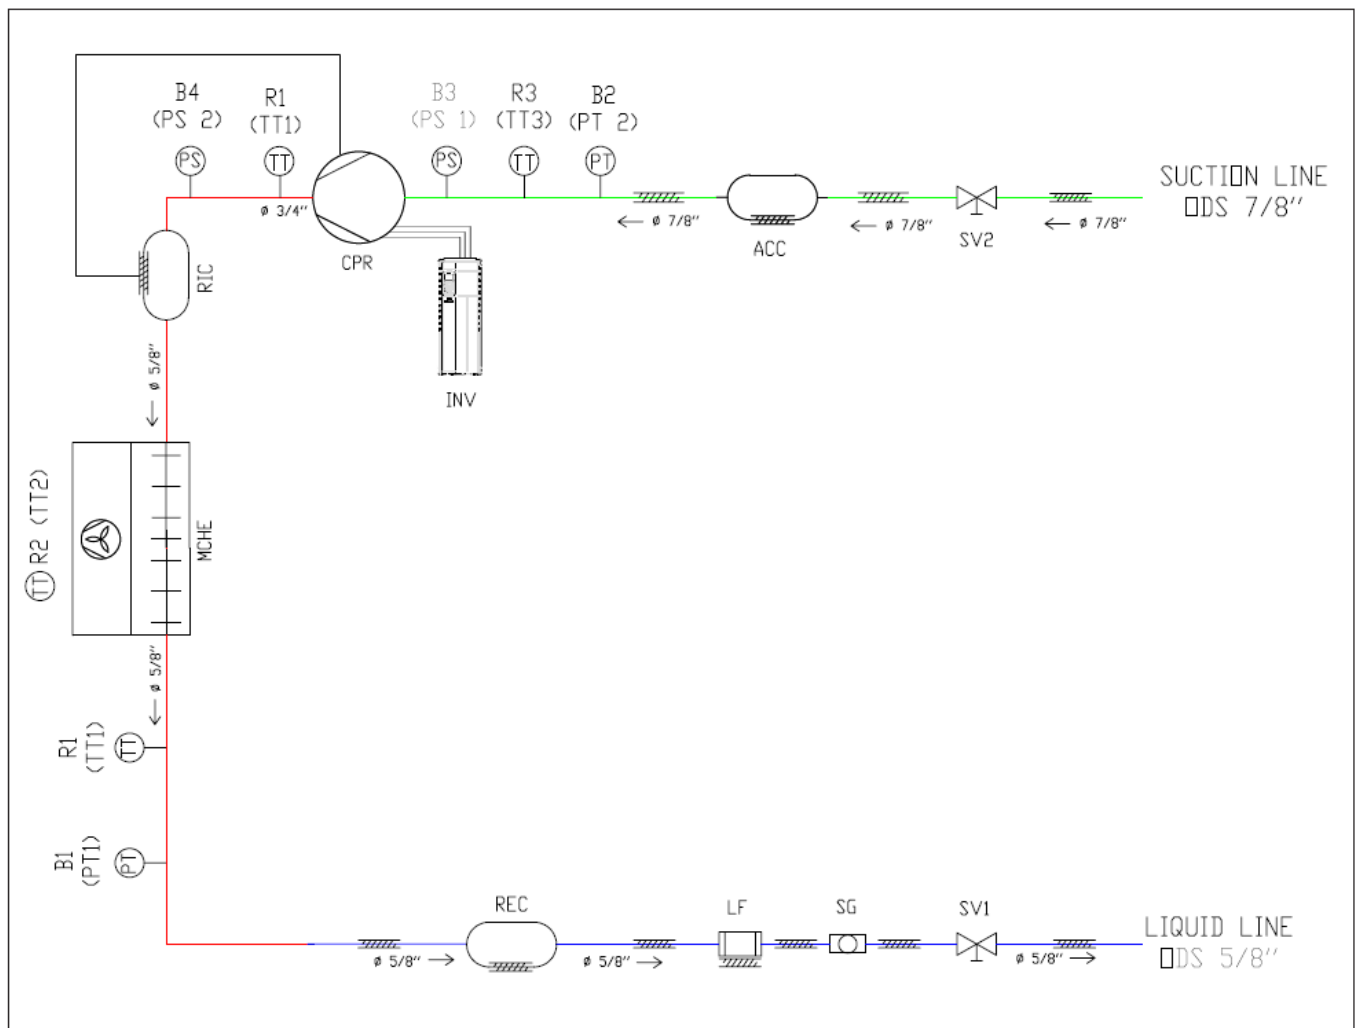 B4
(PS 2)
R1
(TT1)
B3
(PS 1)
R3
(TT3)
B2
(PT 2)
PS
TT
PS
TT
PT
SUCTION LINE
ODS 7/8"
ø 3/4"
← ø 7/8"
← ø 7/8"
← ø 7/8"
CPR
ACC
SV2
RIC
INV
← ø 5/8"
TT R2 (TT2)
MCHE
← ø 5/8"
R1
(TT1)
TT
B1
(PT1)
PT
REC
LF
SG
SV1
LIQUID LINE
ODS 5/8"
ø 5/8" →
ø 5/8" →
ø 5/8" →